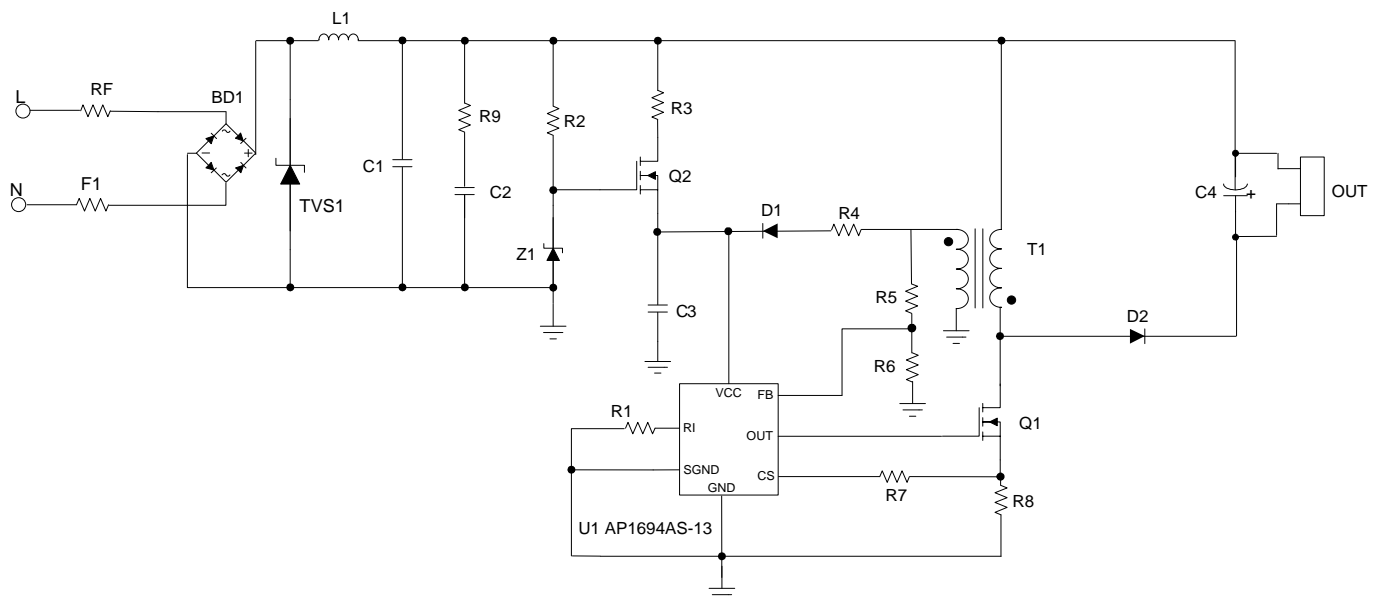 L1
L
RF
BD1
~
- +
~
N
F1
TVS1
C1
R9
C2
R2
Z1
R3
Q2
C3
D1
R4
R5
R6
T1
D2
C4
+
OUT
VCC
FB
R1
RI
OUT
Q1
SGND
CS
R7
GND
R8
U1 AP1694AS-13